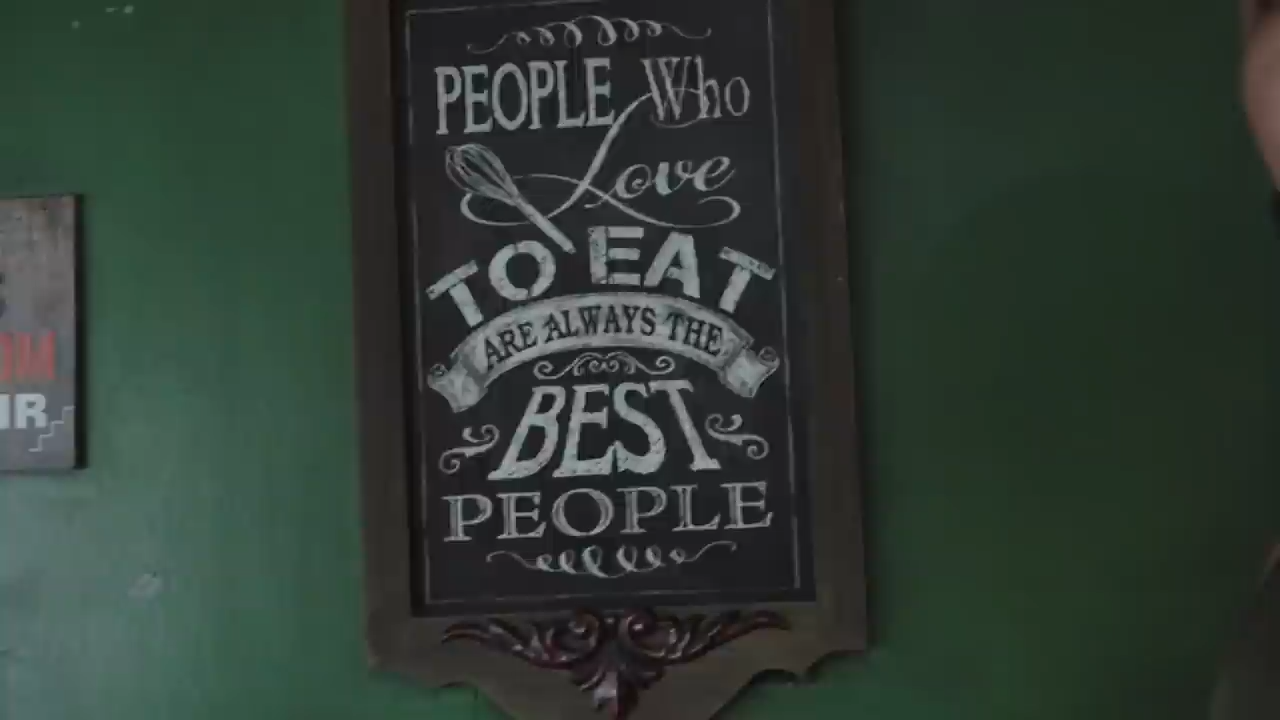 PEOPLE Who
Love
TO EAT
ARE ALWAYS THE
BEST
PEOPLE